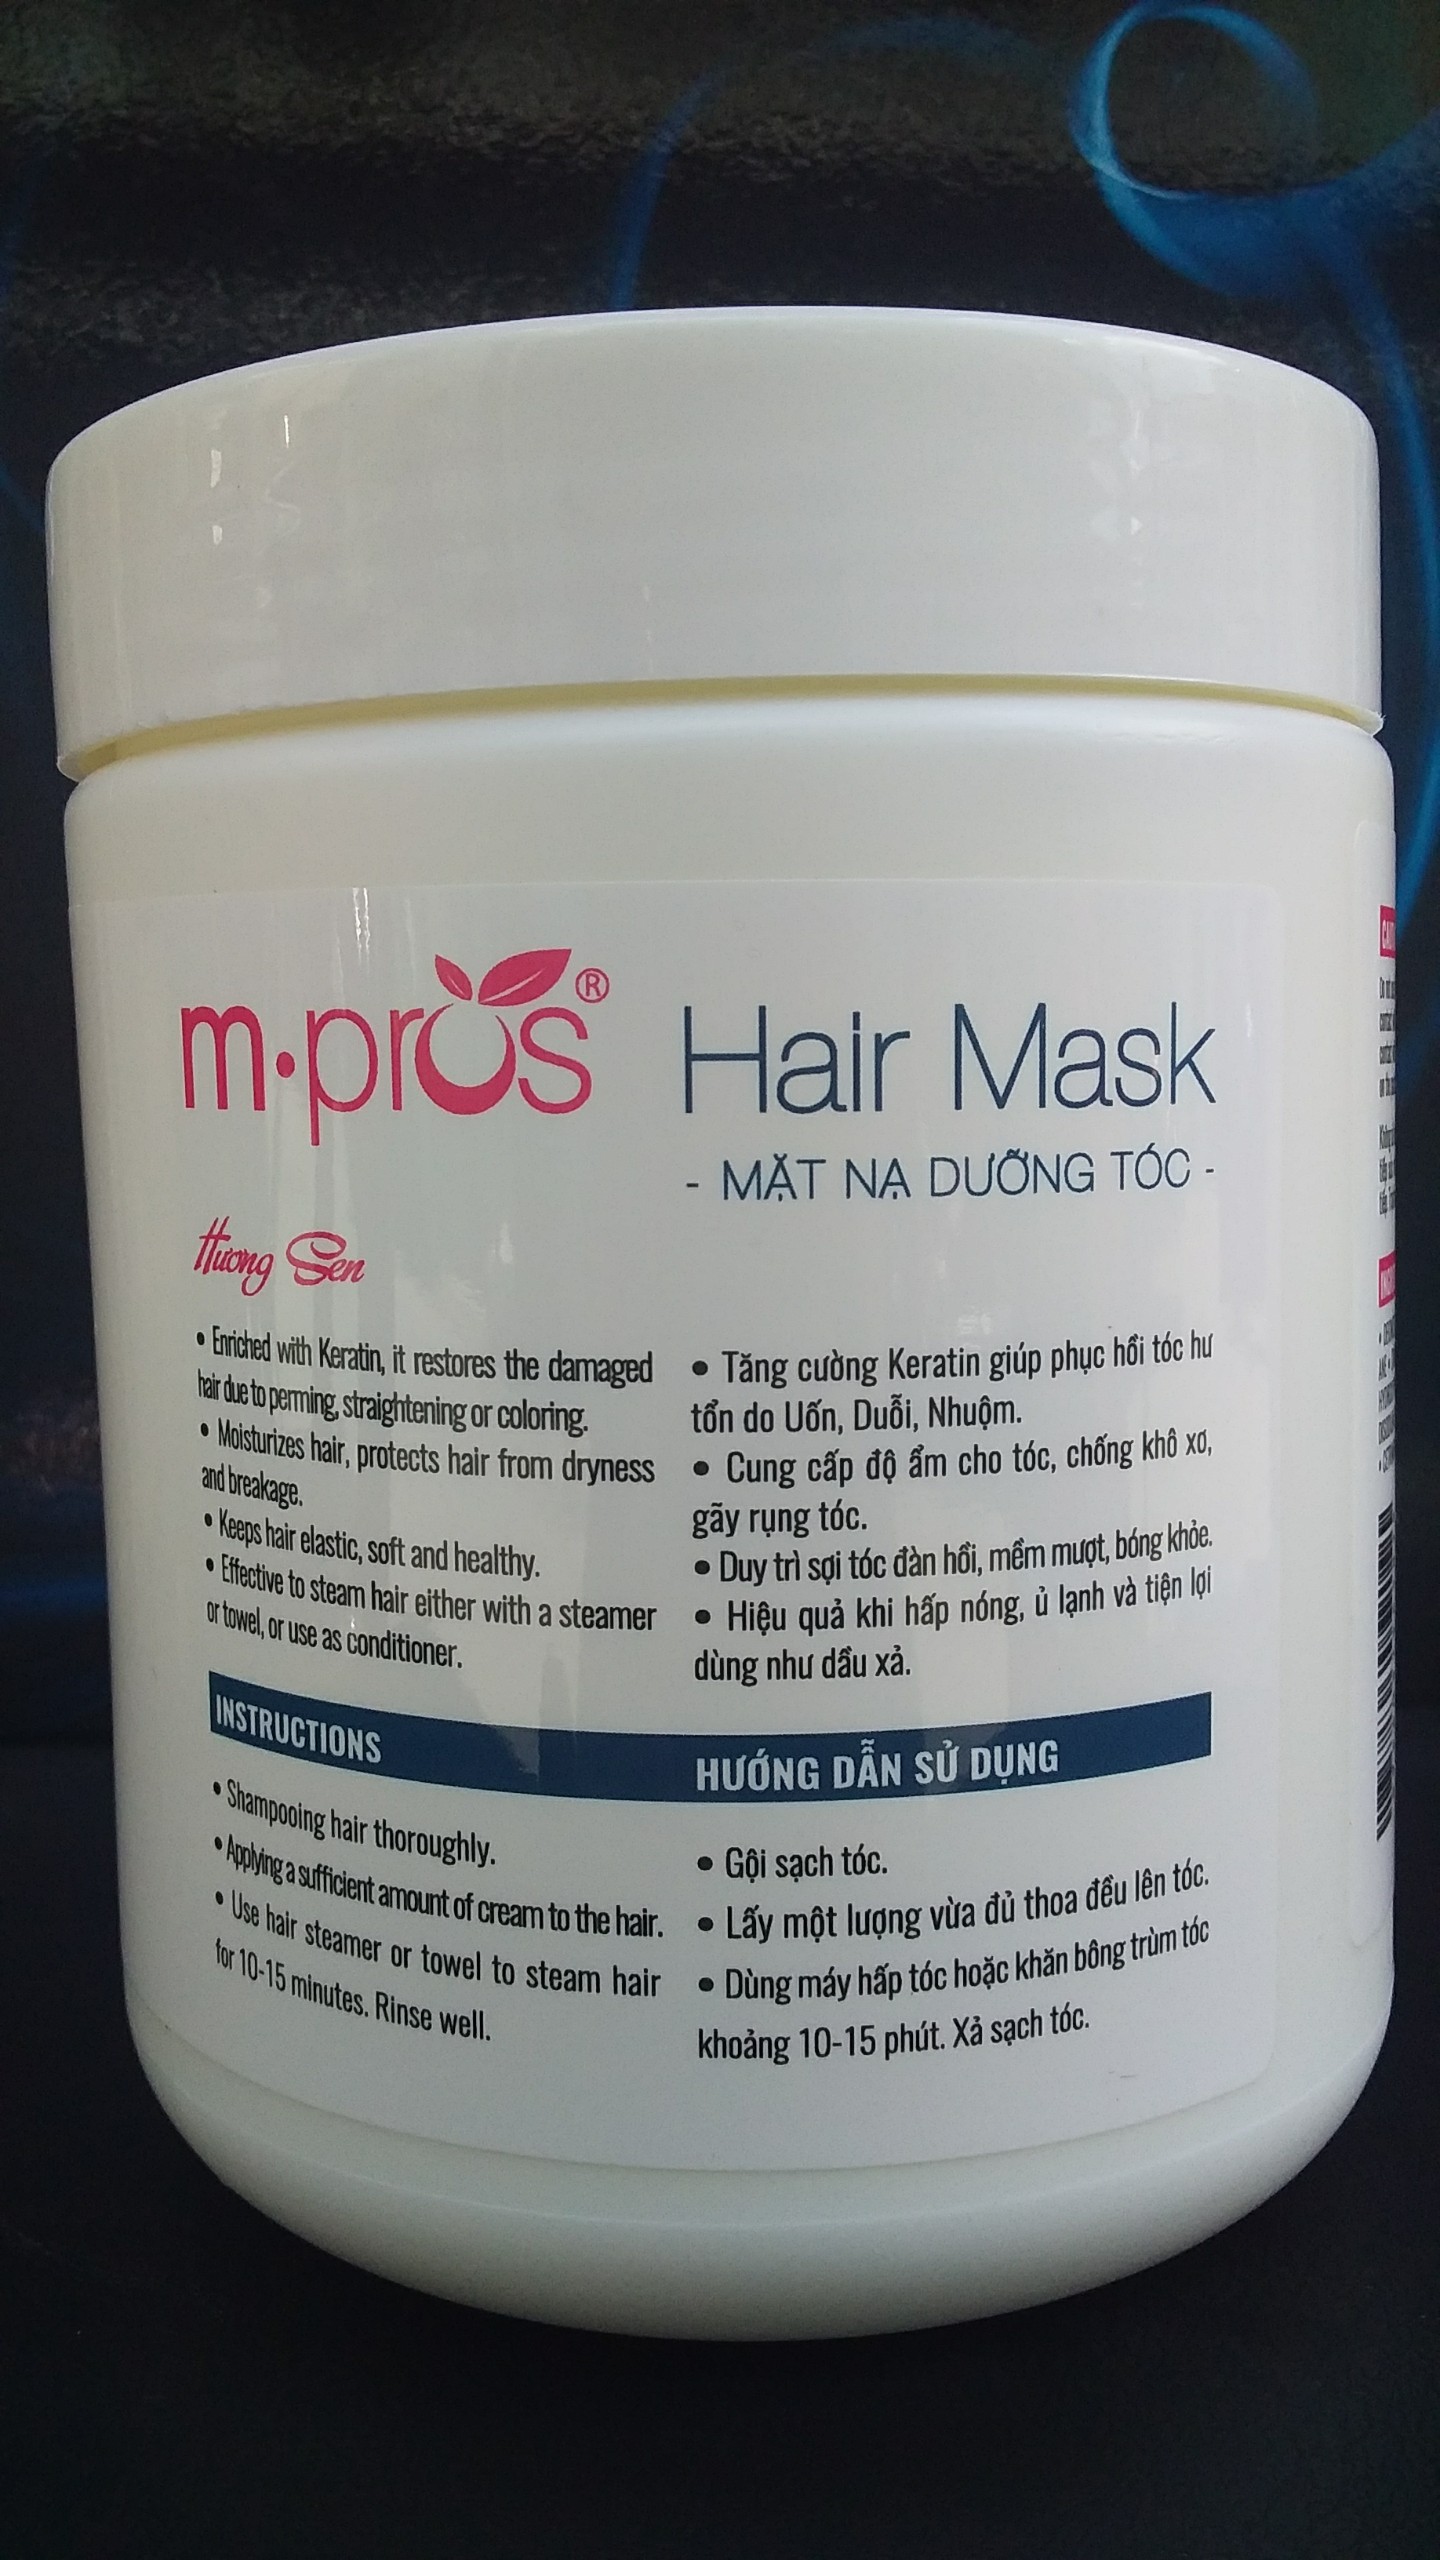 m.pros® Hair Mask
- MẶT NẠ DƯỠNG TÓC -
Hương Sen
• Enriched with Keratin, it restores the damaged
hair due to perming, straightening or coloring.
• Moisturizes hair, protects hair from dryness
and breakage.
• Keeps hair elastic, soft and healthy.
• Effective to steam hair either with a steamer
or towel, or use as conditioner.
• Tăng cường Keratin giúp phục hồi tóc hư
tổn do Uốn, Duỗi, Nhuộm.
• Cung cấp độ ẩm cho tóc, chống khô xơ,
gãy rụng tóc.
• Duy trì sợi tóc đàn hồi, mềm mượt, bóng khỏe.
• Hiệu quả khi hấp nóng, ủ lạnh và tiện lợi
dùng như dầu xả.
INSTRUCTIONS
• Shampooing hair thoroughly.
• Applying a sufficient amount of cream to the hair.
• Use hair steamer or towel to steam hair
for 10-15 minutes. Rinse well.
HƯỚNG DẪN SỬ DỤNG
• Gội sạch tóc.
• Lấy một lượng vừa đủ thoa đều lên tóc.
• Dùng máy hấp tóc hoặc khăn bông trùm tóc
khoảng 10-15 phút. Xả sạch tóc.